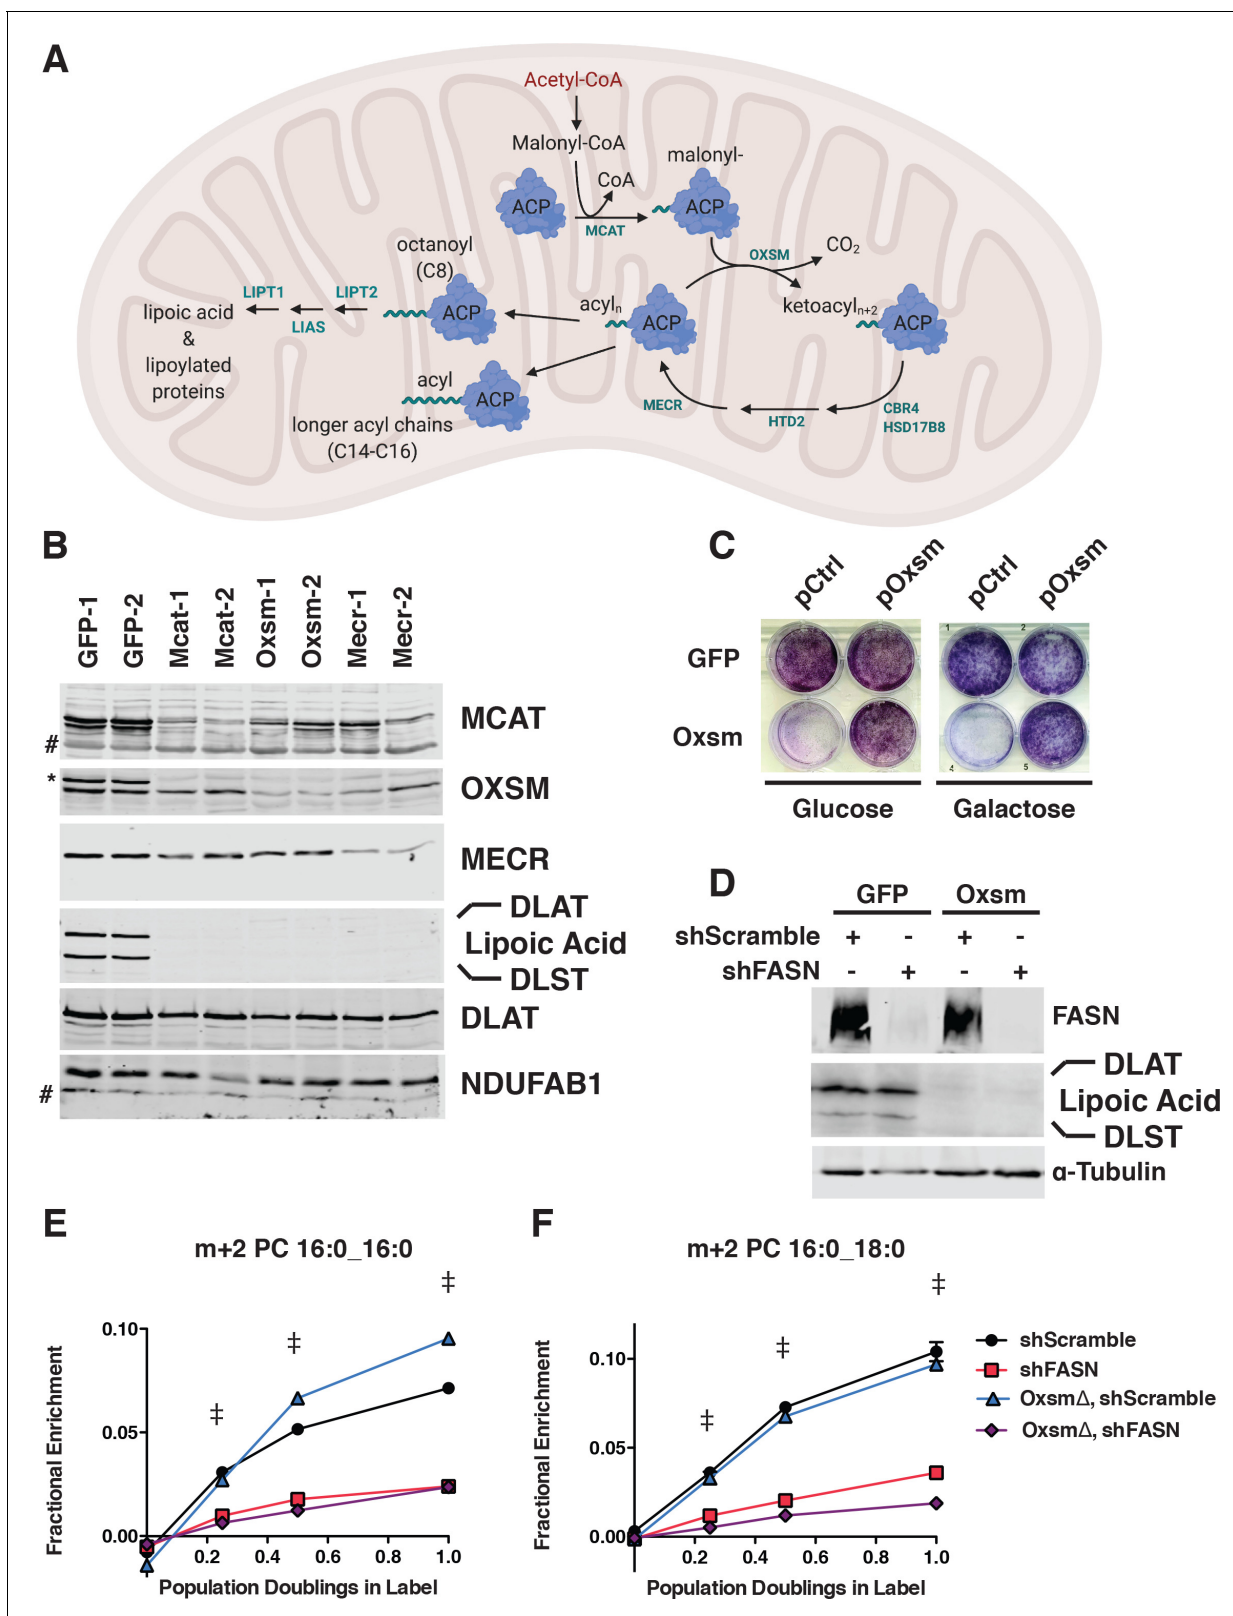 A
Acetyl-CoA
Malonyl-CoA
malonyl-
CoA
ACP
ACP
MCAT
octanoyl
(C8)
OXSM
CO2
LIPT1
LIPT2
LIAS
ACP
acyln
ACP
ketoacyln+2
ACP
lipoic acid
&
lipoylated
proteins
acyl
ACP
MECR
HTD2
CBR4
HSD17B8
longer acyl chains
(C14-C16)
B
GFP-1
GFP-2
Mcat-1
Mcat-2
Oxsm-1
Oxsm-2
Mecr-1
Mecr-2
MCAT
#
*
OXSM
MECR
DLAT
Lipoic Acid
DLST
DLAT
NDUFAB1
#
C
pCtrl
pOxsm
pCtrl
pOxsm
GFP
Oxsm
1
2
4
5
Glucose
Galactose
D
GFP
Oxsm
shScramble + - + -
shFASN - + - +
FASN
DLAT
Lipoic Acid
DLST
α-Tubulin
E
m+2 PC 16:0_16:0
‡
‡
‡
0.10
0.05
0.00
Fractional Enrichment
0.2 0.4 0.6 0.8 1.0
Population Doublings in Label
F
m+2 PC 16:0_18:0
‡
‡
‡
0.10
0.05
0.00
Fractional Enrichment
0.2 0.4 0.6 0.8 1.0
Population Doublings in Label
shScramble
shFASN
OxsmΔ, shScramble
OxsmΔ, shFASN